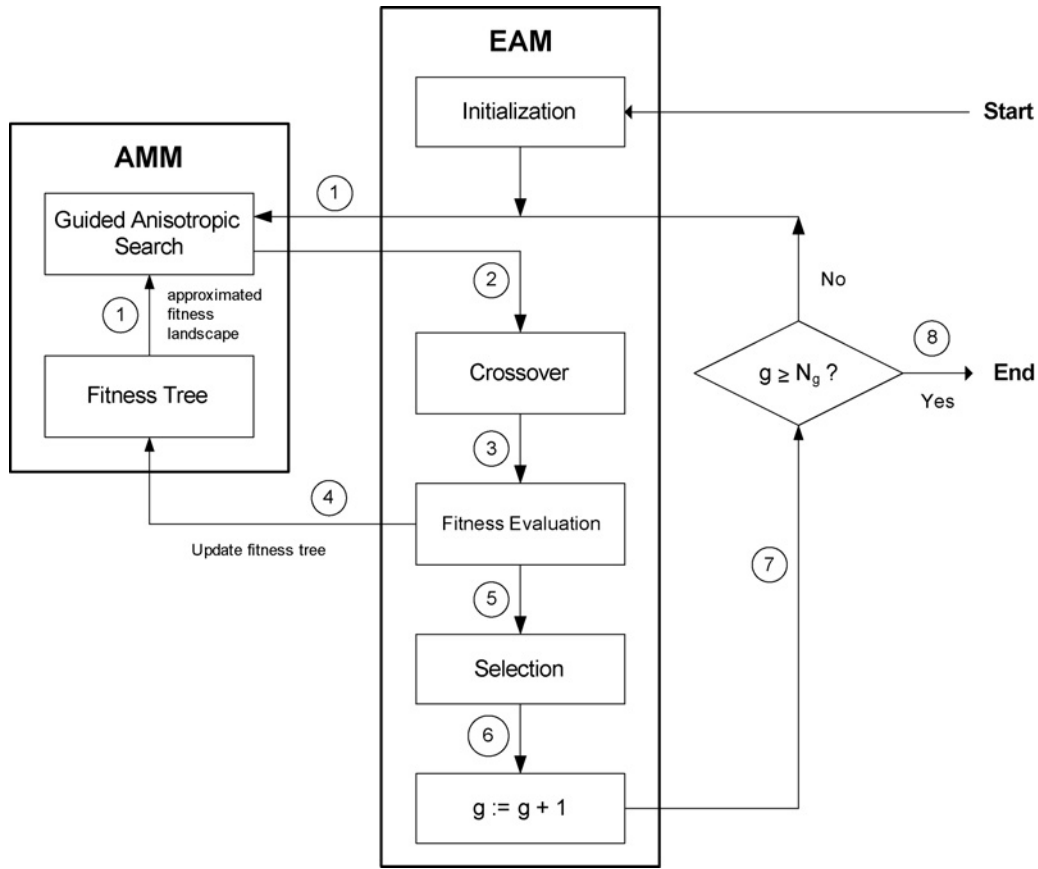 EAM
Initialization
Start
AMM
1
Guided Anisotropic
Search
2
No
1
approximated
fitness
landscape
8
Crossover
g ≥ Ng ?
End
Fitness Tree
Yes
3
4
Fitness Evaluation
Update fitness tree
7
5
Selection
6
g := g + 1